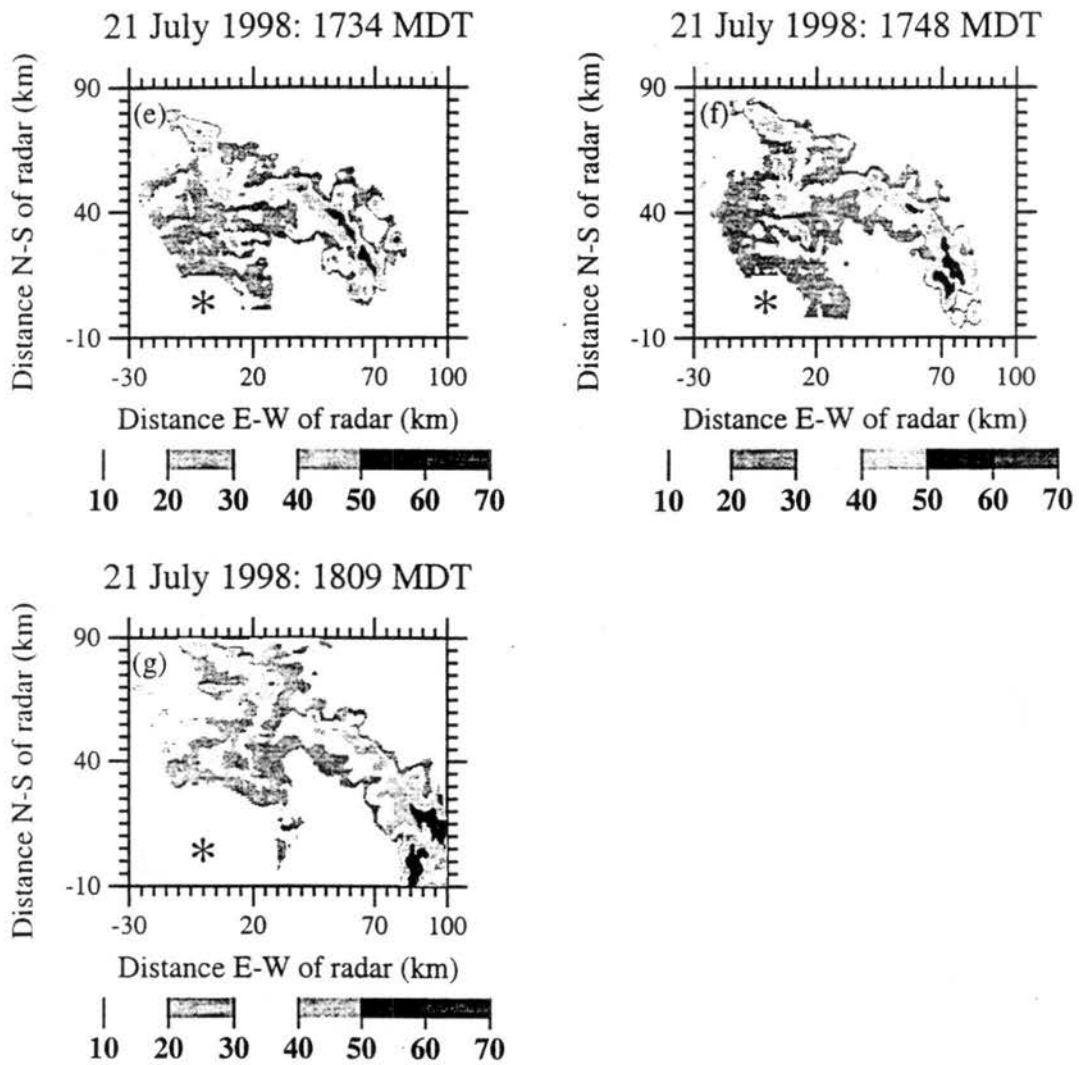 21 July 1998: 1734 MDT
Distance N-S of radar (km)
90
40
-10
(e)
*
-30 20 70 100
Distance E-W of radar (km)
10 20 30 40 50 60 70
21 July 1998: 1748 MDT
Distance N-S of radar (km)
90
40
-10
(f)
*
-30 20 70 100
Distance E-W of radar (km)
10 20 30 40 50 60 70
21 July 1998: 1809 MDT
Distance N-S of radar (km)
90
40
-10
(g)
*
-30 20 70 100
Distance E-W of radar (km)
10 20 30 40 50 60 70